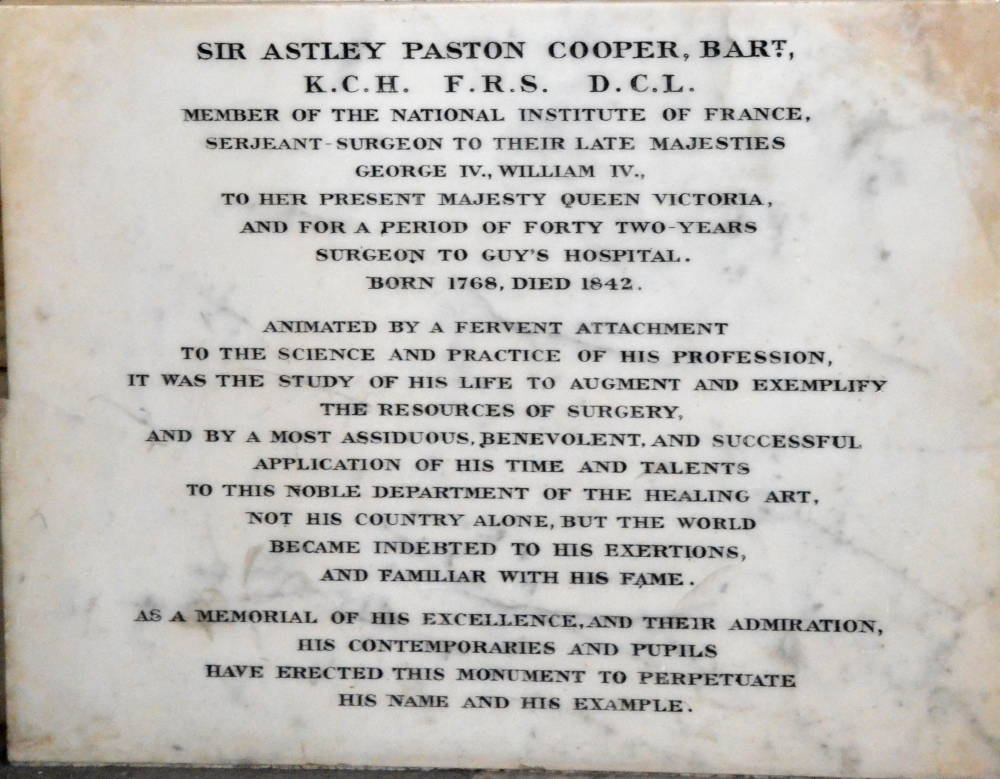 SIR ASTLEY PASTON COOPER, BART.,
K.C.H. F.R.S. D.C.L.
MEMBER OF THE NATIONAL INSTITUTE OF FRANCE,
SERJEANT-SURGEON TO THEIR LATE MAJESTIES
GEORGE IV., WILLIAM IV.,
TO HER PRESENT MAJESTY QUEEN VICTORIA,
AND FOR A PERIOD OF FORTY TWO-YEARS
SURGEON TO GUY'S HOSPITAL.
BORN 1768, DIED 1842.
ANIMATED BY A FERVENT ATTACHMENT
TO THE SCIENCE AND PRACTICE OF HIS PROFESSION,
IT WAS THE STUDY OF HIS LIFE TO AUGMENT AND EXEMPLIFY
THE RESOURCES OF SURGERY,
AND BY A MOST ASSIDUOUS, BENEVOLENT, AND SUCCESSFUL
APPLICATION OF HIS TIME AND TALENTS
TO THIS NOBLE DEPARTMENT OF THE HEALING ART,
NOT HIS COUNTRY ALONE, BUT THE WORLD
BECAME INDEBTED TO HIS EXERTIONS,
AND FAMILIAR WITH HIS FAME.
AS A MEMORIAL OF HIS EXCELLENCE, AND THEIR ADMIRATION,
HIS CONTEMPORARIES AND PUPILS
HAVE ERECTED THIS MONUMENT TO PERPETUATE
HIS NAME AND HIS EXAMPLE.